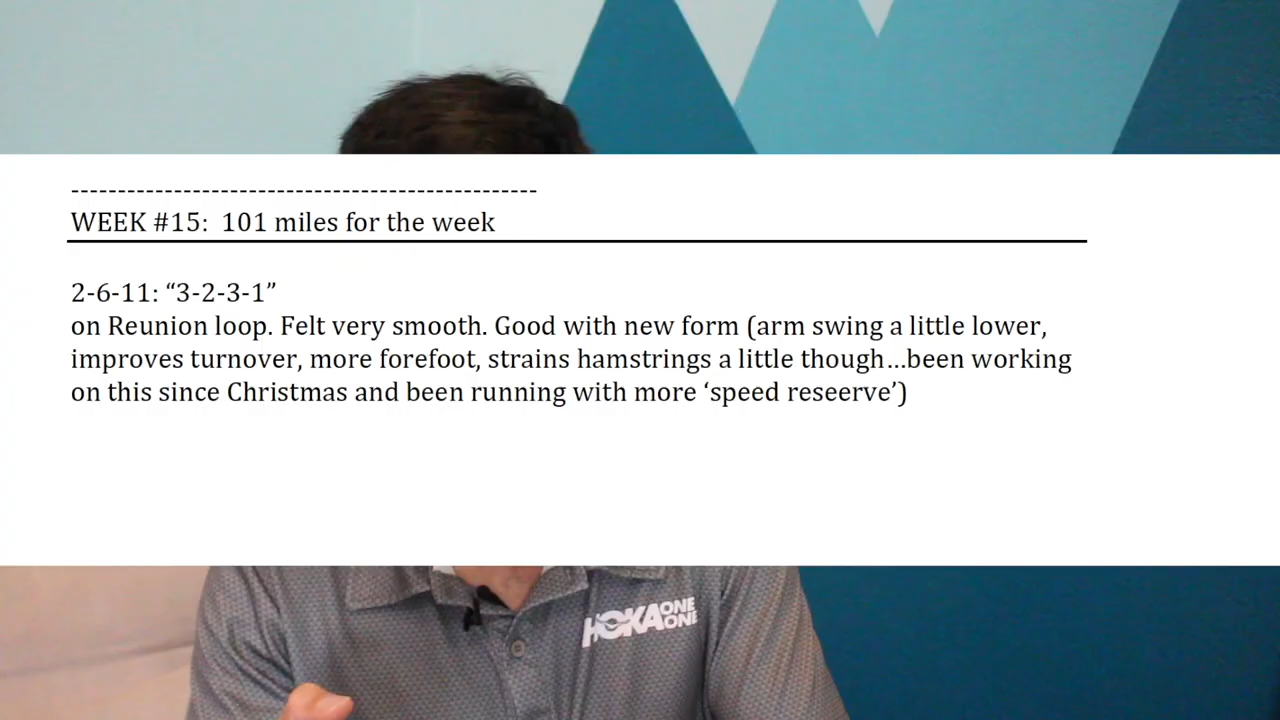 -------------------------------------------------
WEEK #15:  101 miles for the week
2-6-11: “3-2-3-1”
on Reunion loop. Felt very smooth. Good with new form (arm swing a little lower,
improves turnover, more forefoot, strains hamstrings a little though…been working
on this since Christmas and been running with more ‘speed reseerve’)
HOKA ONE ONE